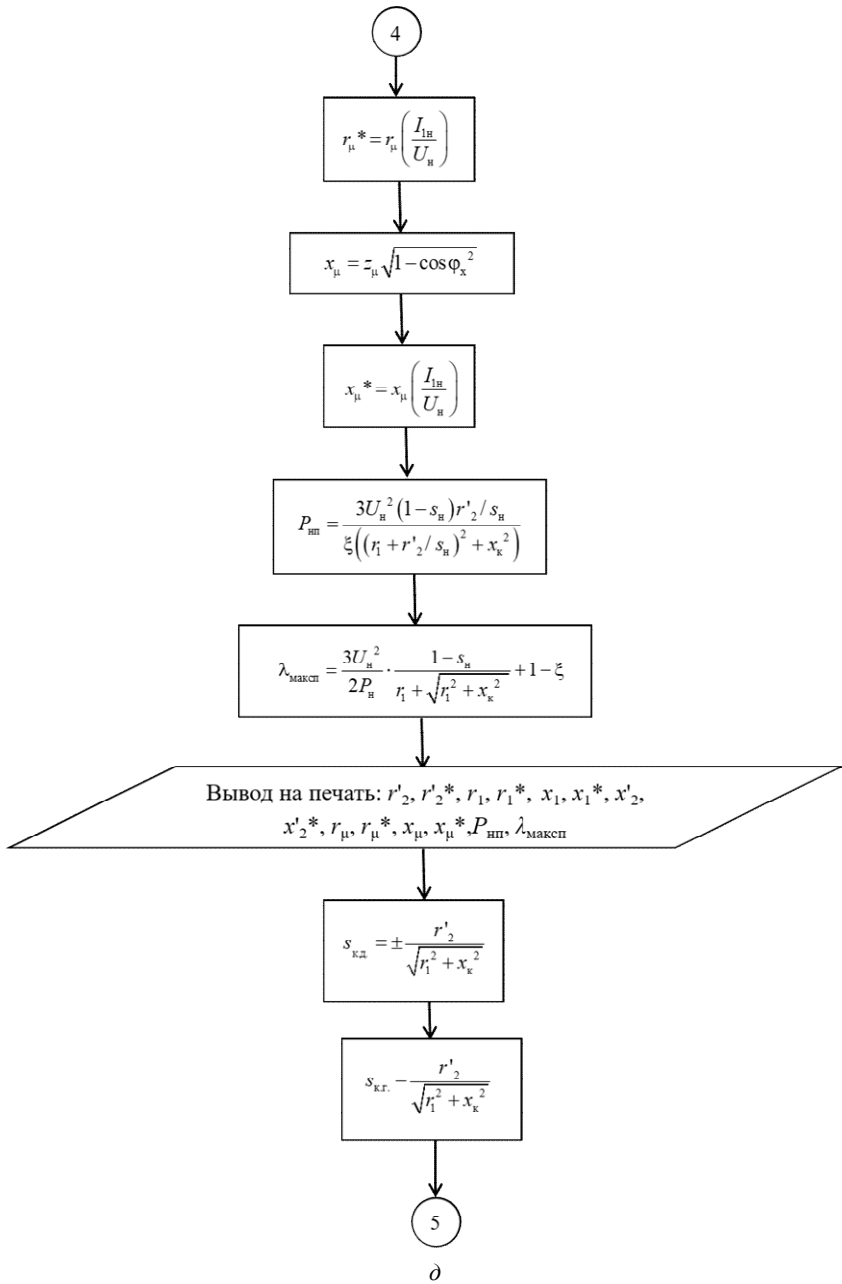 4
r_μ* = r_μ (I_1н / U_н)
x_μ = z_μ √(1 − cosφ_х²)
x_μ* = x_μ (I_1н / U_н)
P_нп = 3U_н² (1 − s_н) r'_2 / s_н / ξ((r_1 + r'_2 / s_н)² + x_к²)
λ_максп = 3U_н² / 2P_н · (1 − s_н) / (r_1 + √(r_1² + x_к²)) + 1 − ξ
Вывод на печать: r'_2, r'_2*, r_1, r_1*, x_1, x_1*, x'_2,
x'_2*, r_μ, r_μ*, x_μ, x_μ*,P_нп, λ_максп
s_к.д. = ± r'_2 / √(r_1² + x_к²)
s_к.г. − r'_2 / √(r_1² + x_к²)
5
д